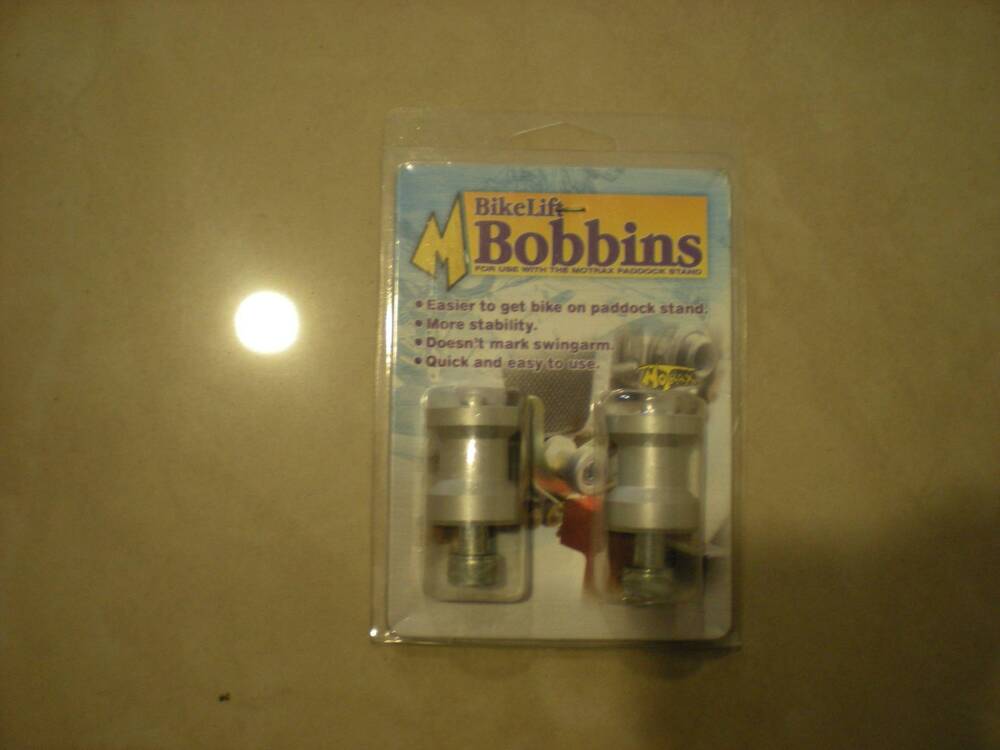 M
BikeLift
Bobbins
FOR USE WITH THE MOTRAX PADDOCK STAND
• Easier to get bike on paddock stand.
• More stability.
• Doesn't mark swingarm.
• Quick and easy to use.
Motrax